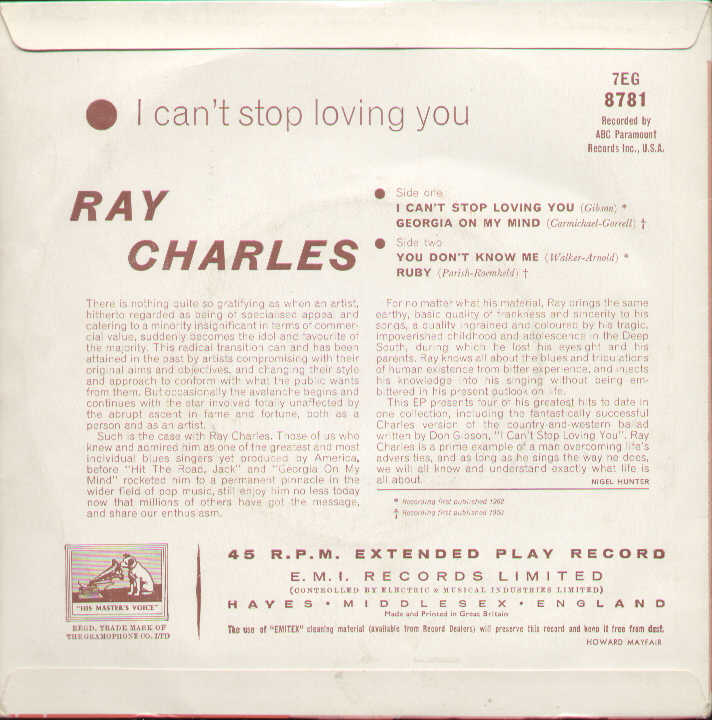 7EG
8781
Recorded by
ABC Paramount
Records Inc., U.S.A.
I can't stop loving you
RAY
CHARLES
Side one
I CAN'T STOP LOVING YOU (Gibson) *
GEORGIA ON MY MIND (Carmichael-Gorrell) †
Side two
YOU DON'T KNOW ME (Walker-Arnold) *
RUBY (Parish-Roemheld) †
There is nothing quite so gratifying as when an artist,
hitherto regarded as being of specialised appeal and
catering to a minority insignificant in terms of commer-
cial value, suddenly becomes the idol and favourite of
the majority. This radical transition can and has been
attained in the past by artists compromising with their
original aims and objectives, and changing their style
and approach to conform with what the public wants
from them. But occasionally the avalanche begins and
continues with the star involved totally unaffected by
the abrupt ascent in fame and fortune, both as a
person and as an artist.
Such is the case with Ray Charles. Those of us who
knew and admired him as one of the greatest and most
individual blues singers yet produced by America,
before "Hit The Road, Jack" and "Georgia On My
Mind" rocketed him to a permanent pinnacle in the
wider field of pop music, still enjoy him no less today
now that millions of others have got the message,
and share our enthusiasm.
For no matter what his material, Ray brings the same
earthy, basic quality of frankness and sincerity to his
songs, a quality ingrained and coloured by his tragic,
impoverished childhood and adolescence in the Deep
South, during which he lost his eyesight and his
parents. Ray knows all about the blues and tribulations
of human existence from bitter experience, and injects
his knowledge into his singing without being em-
bittered in his present outlook on life.
This EP presents four of his greatest hits to date in
one collection, including the fantastically successful
Charles version of the country-and-western ballad
written by Don Gibson, "I Can't Stop Loving You". Ray
Charles is a prime example of a man overcoming life's
adversities, and as long as he sings the way he does,
we will all know and understand exactly what life is
all about.
NIGEL HUNTER
* Recording first published 1962
† Recording first published 1960
"HIS MASTER'S VOICE"
REGD. TRADE MARK OF
THE GRAMOPHONE CO. LTD
45 R.P.M. EXTENDED PLAY RECORD
E.M.I. RECORDS LIMITED
(CONTROLLED BY ELECTRIC & MUSICAL INDUSTRIES LIMITED)
HAYES • MIDDLESEX • ENGLAND
Made and Printed in Great Britain
The use of "EMITEX" cleaning material (available from Record Dealers) will preserve this record and keep it free from dust.
HOWARD MAYFAIR